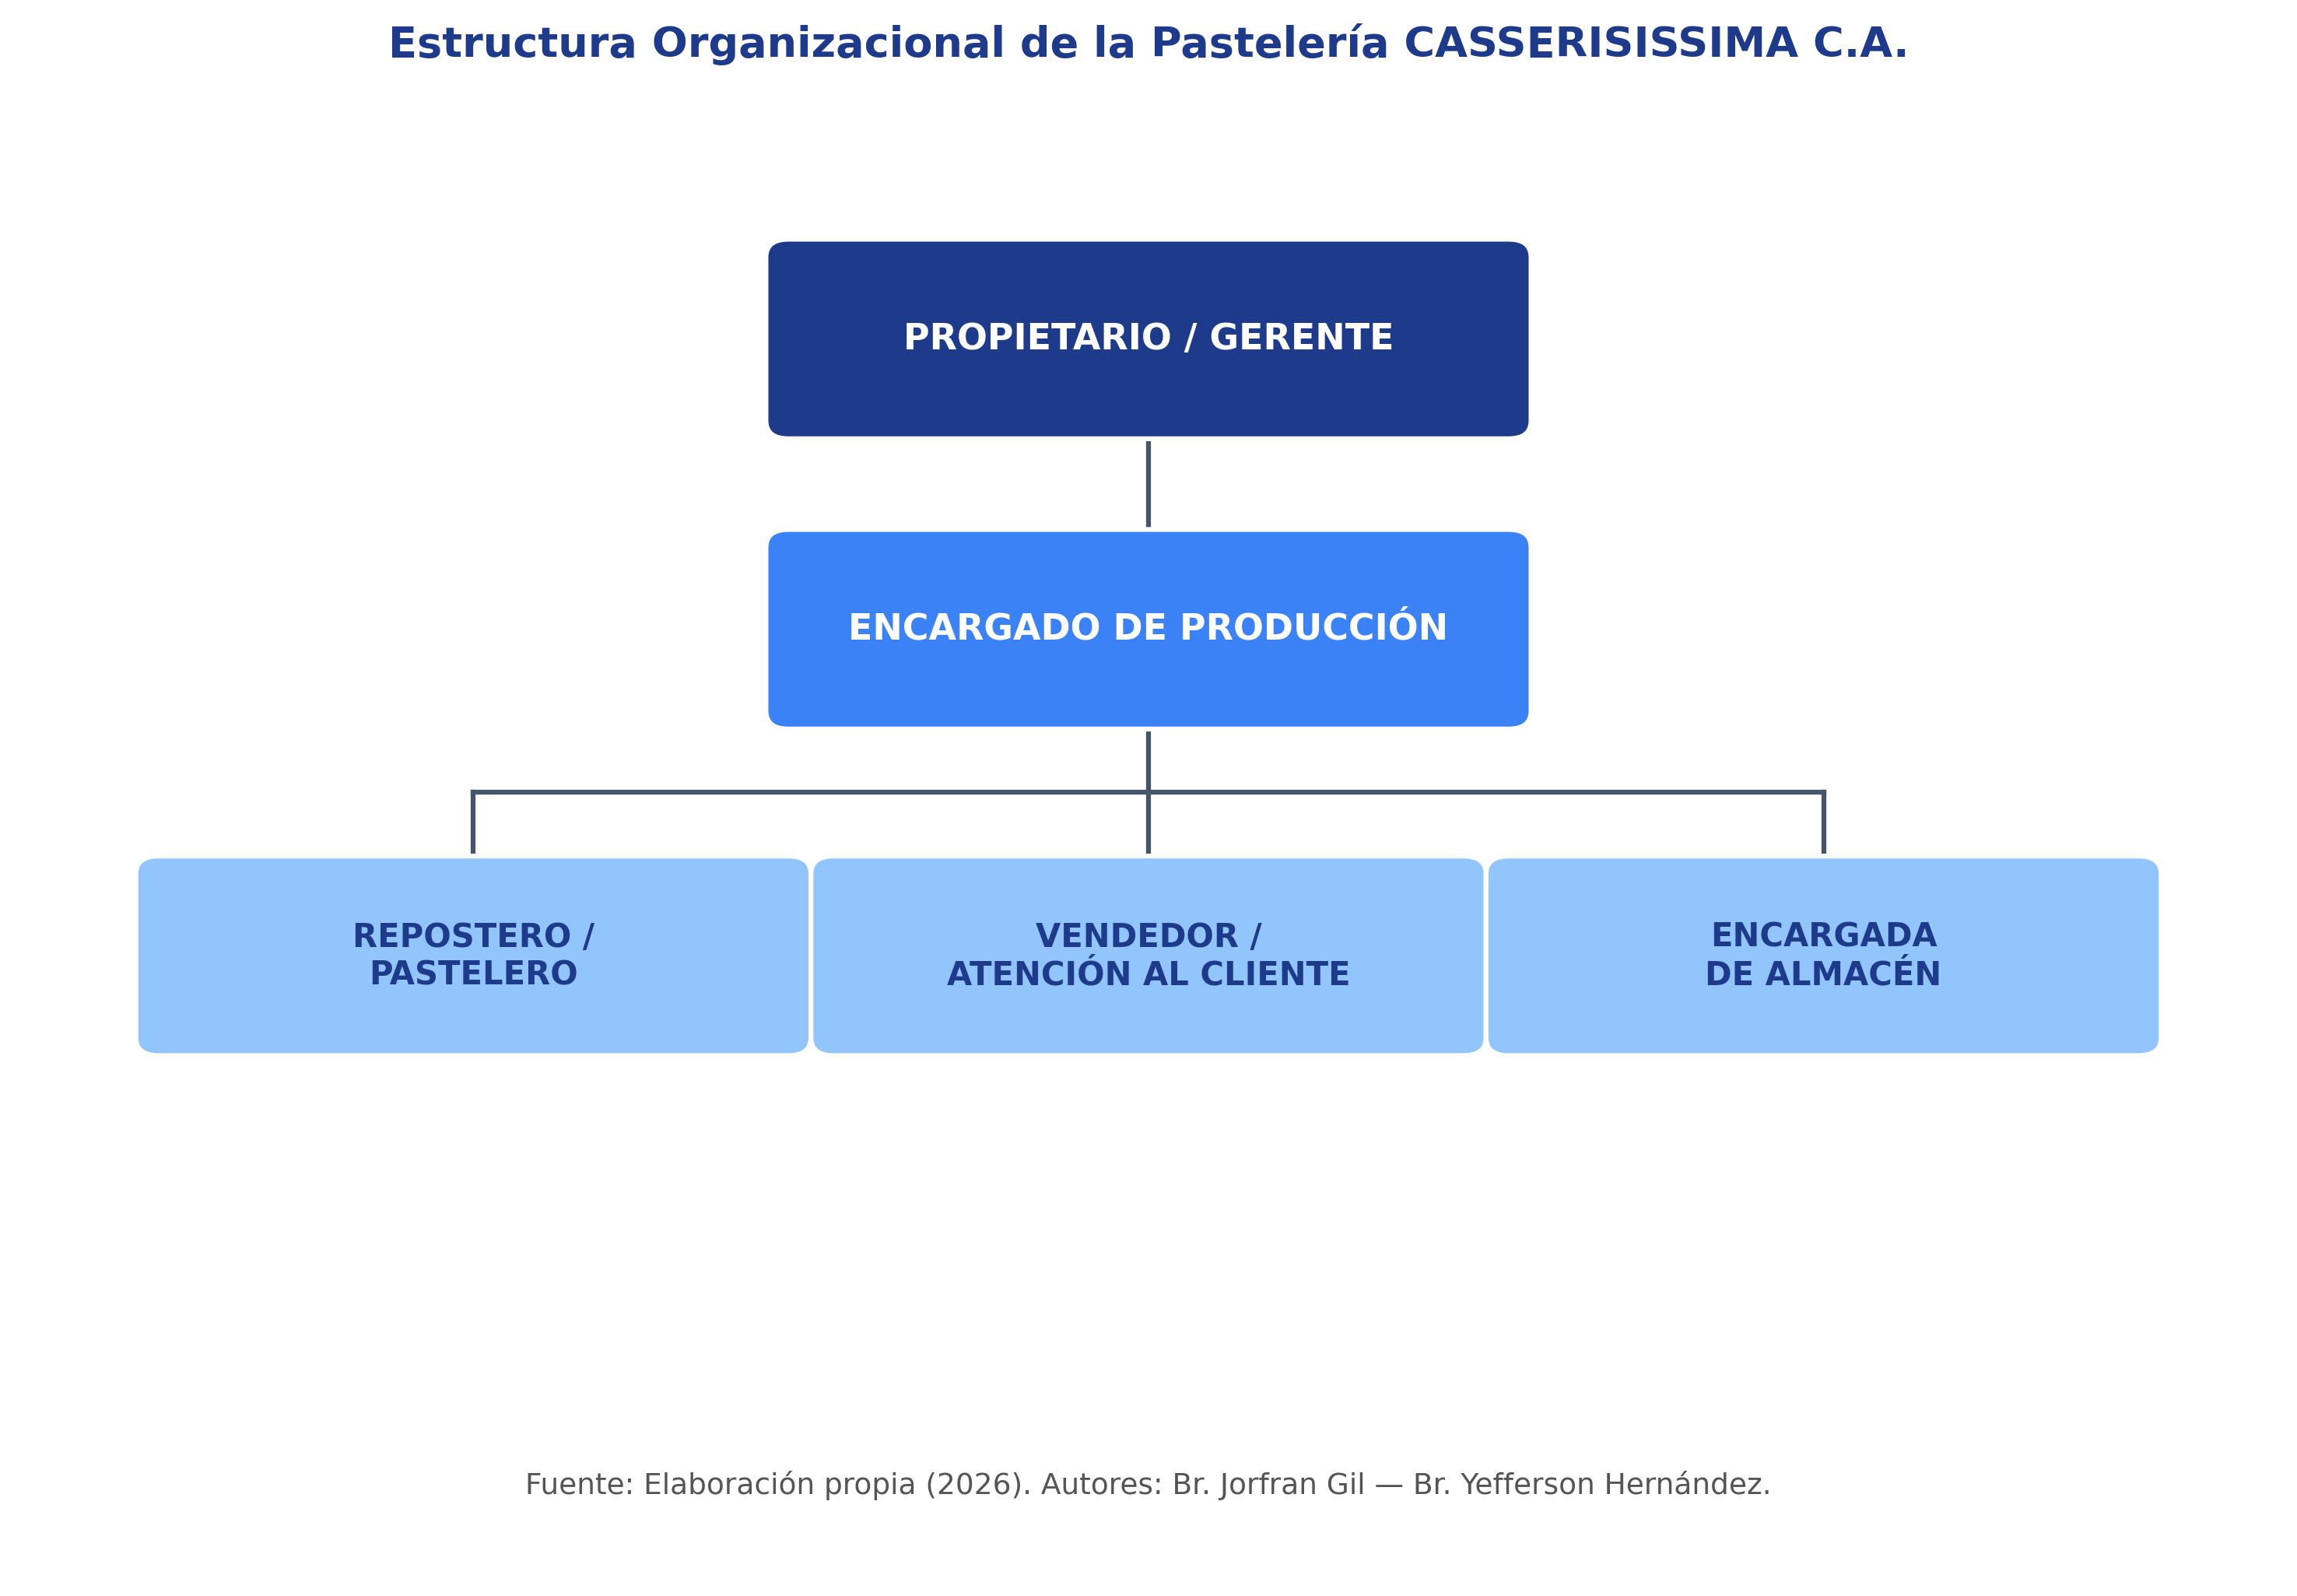 Estructura Organizacional de la Pastelería CASSERISISSIMA C.A.
PROPIETARIO / GERENTE
ENCARGADO DE PRODUCCIÓN
REPOSTERO /
PASTELERO
VENDEDOR /
ATENCIÓN AL CLIENTE
ENCARGADA
DE ALMACÉN
Fuente: Elaboración propia (2026). Autores: Br. Jorfran Gil — Br. Yefferson Hernández.